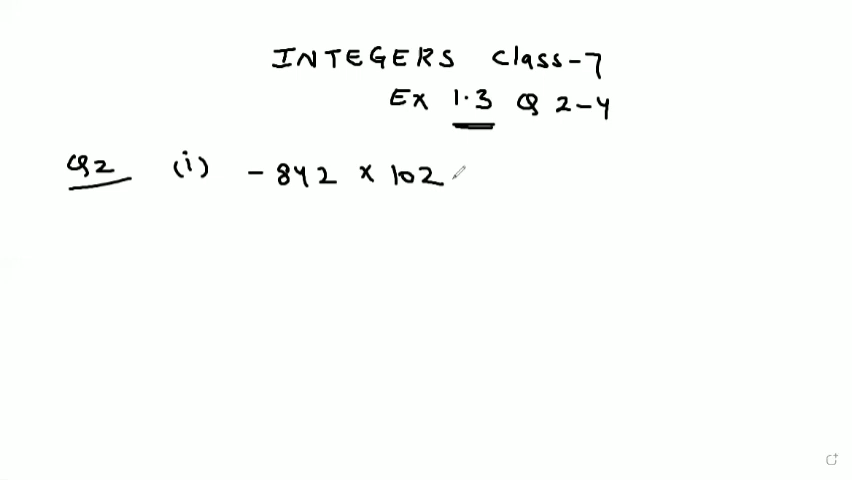 INTEGERS Class-7
Ex 1.3 Q 2-4
Q2 (i) - 842 x 102